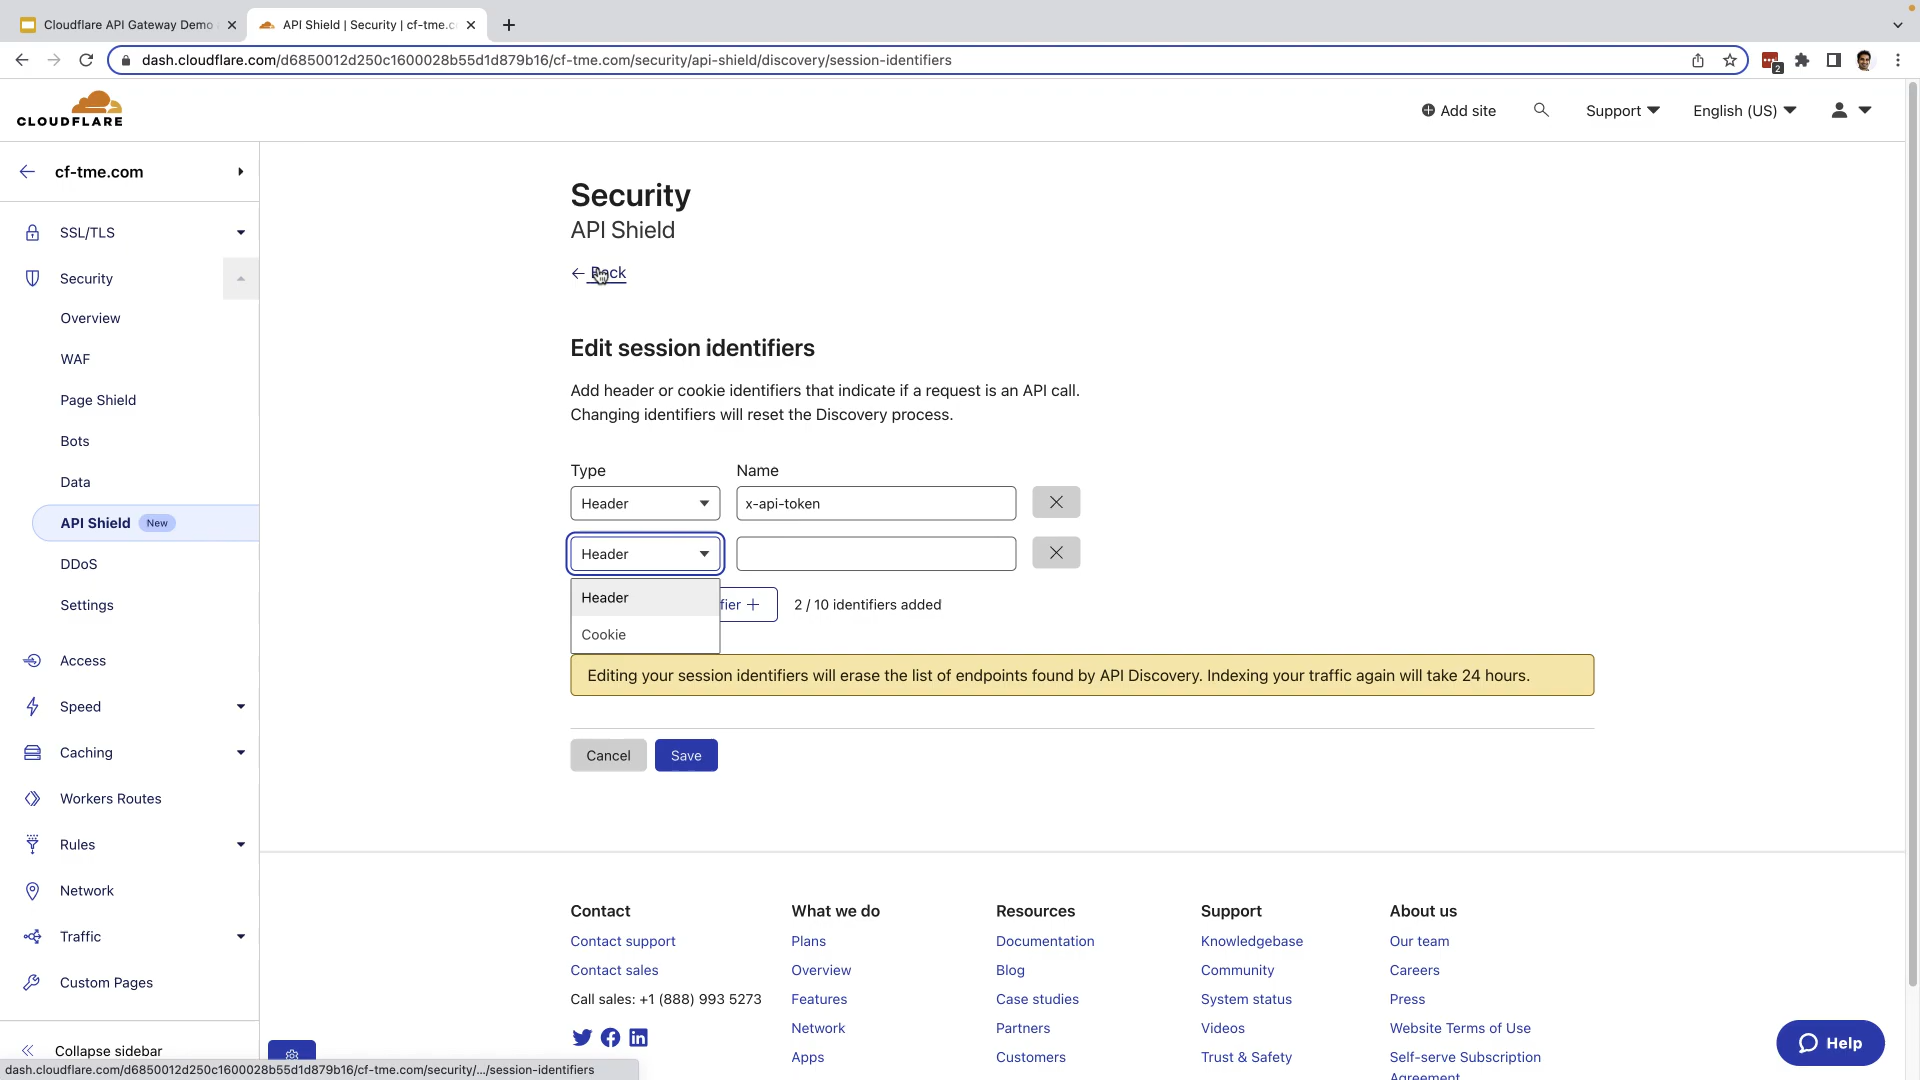 Cloudflare API Gateway Demo
API Shield | Security | cf-tme.c
dash.cloudflare.com/d6850012d250c1600028b55d1d879b16/cf-tme.com/security/api-shield/discovery/session-identifiers
2
CLOUDFLARE
Add site
Support
English (US)
cf-tme.com
SSL/TLS
Security
Overview
WAF
Page Shield
Bots
Data
API Shield New
DDoS
Settings
Access
Speed
Caching
Workers Routes
Rules
Network
Traffic
Custom Pages
Collapse sidebar
Security
API Shield
Back
Edit session identifiers
Add header or cookie identifiers that indicate if a request is an API call.
Changing identifiers will reset the Discovery process.
Type Name
Header x-api-token
Header
Header
Cookie
fier + 2 / 10 identifiers added
Editing your session identifiers will erase the list of endpoints found by API Discovery. Indexing your traffic again will take 24 hours.
Cancel Save
Contact
Contact support
Contact sales
Call sales: +1 (888) 993 5273
What we do
Plans
Overview
Features
Network
Apps
Resources
Documentation
Blog
Case studies
Partners
Customers
Support
Knowledgebase
Community
System status
Videos
Trust & Safety
About us
Our team
Careers
Press
Website Terms of Use
Self-serve Subscription
Agreement
Help
dash.cloudflare.com/d6850012d250c1600028b55d1d879b16/cf-tme.com/security/.../session-identifiers